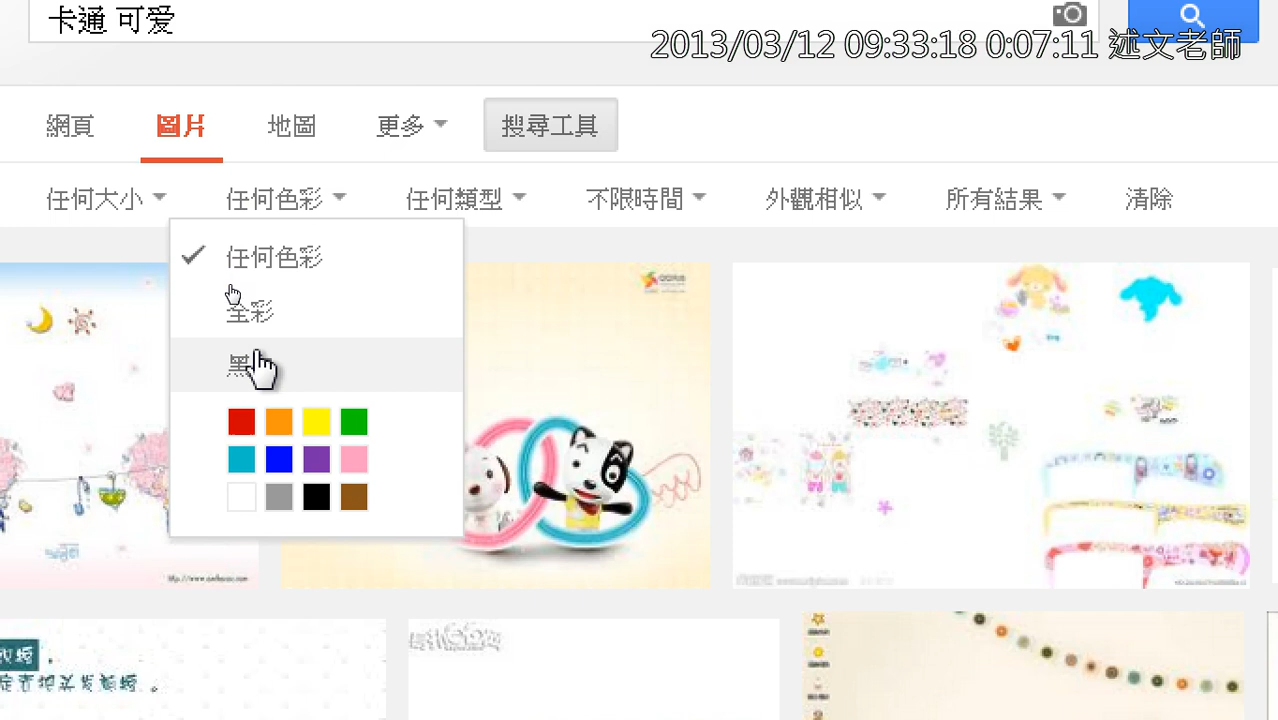 卡通 可爱
2013/03/12 09:33:18 0:07:11 述文老師
網頁 圖片 地圖 更多 搜尋工具
任何大小 任何色彩 任何類型 不限時間 外觀相似 所有結果 清除
任何色彩
全彩
黑